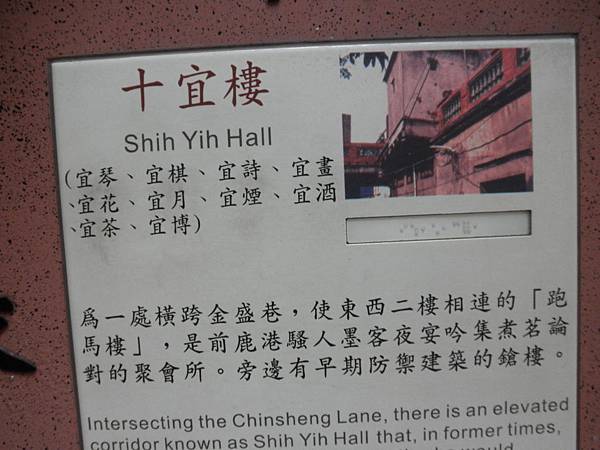 十宜樓
Shih Yih Hall
(宜琴、宜棋、宜詩、宜畫
、宜花、宜月、宜煙、宜酒
、宜茶、宜博)
為一處橫跨金盛巷，使東西二樓相連的「跑
馬樓」，是前鹿港騷人墨客夜宴吟集煮茗論
對的聚會所。旁邊有早期防禦建築的鎗樓。
Intersecting the Chinsheng Lane, there is an elevated
corridor known as Shih Yih Hall that, in former times,